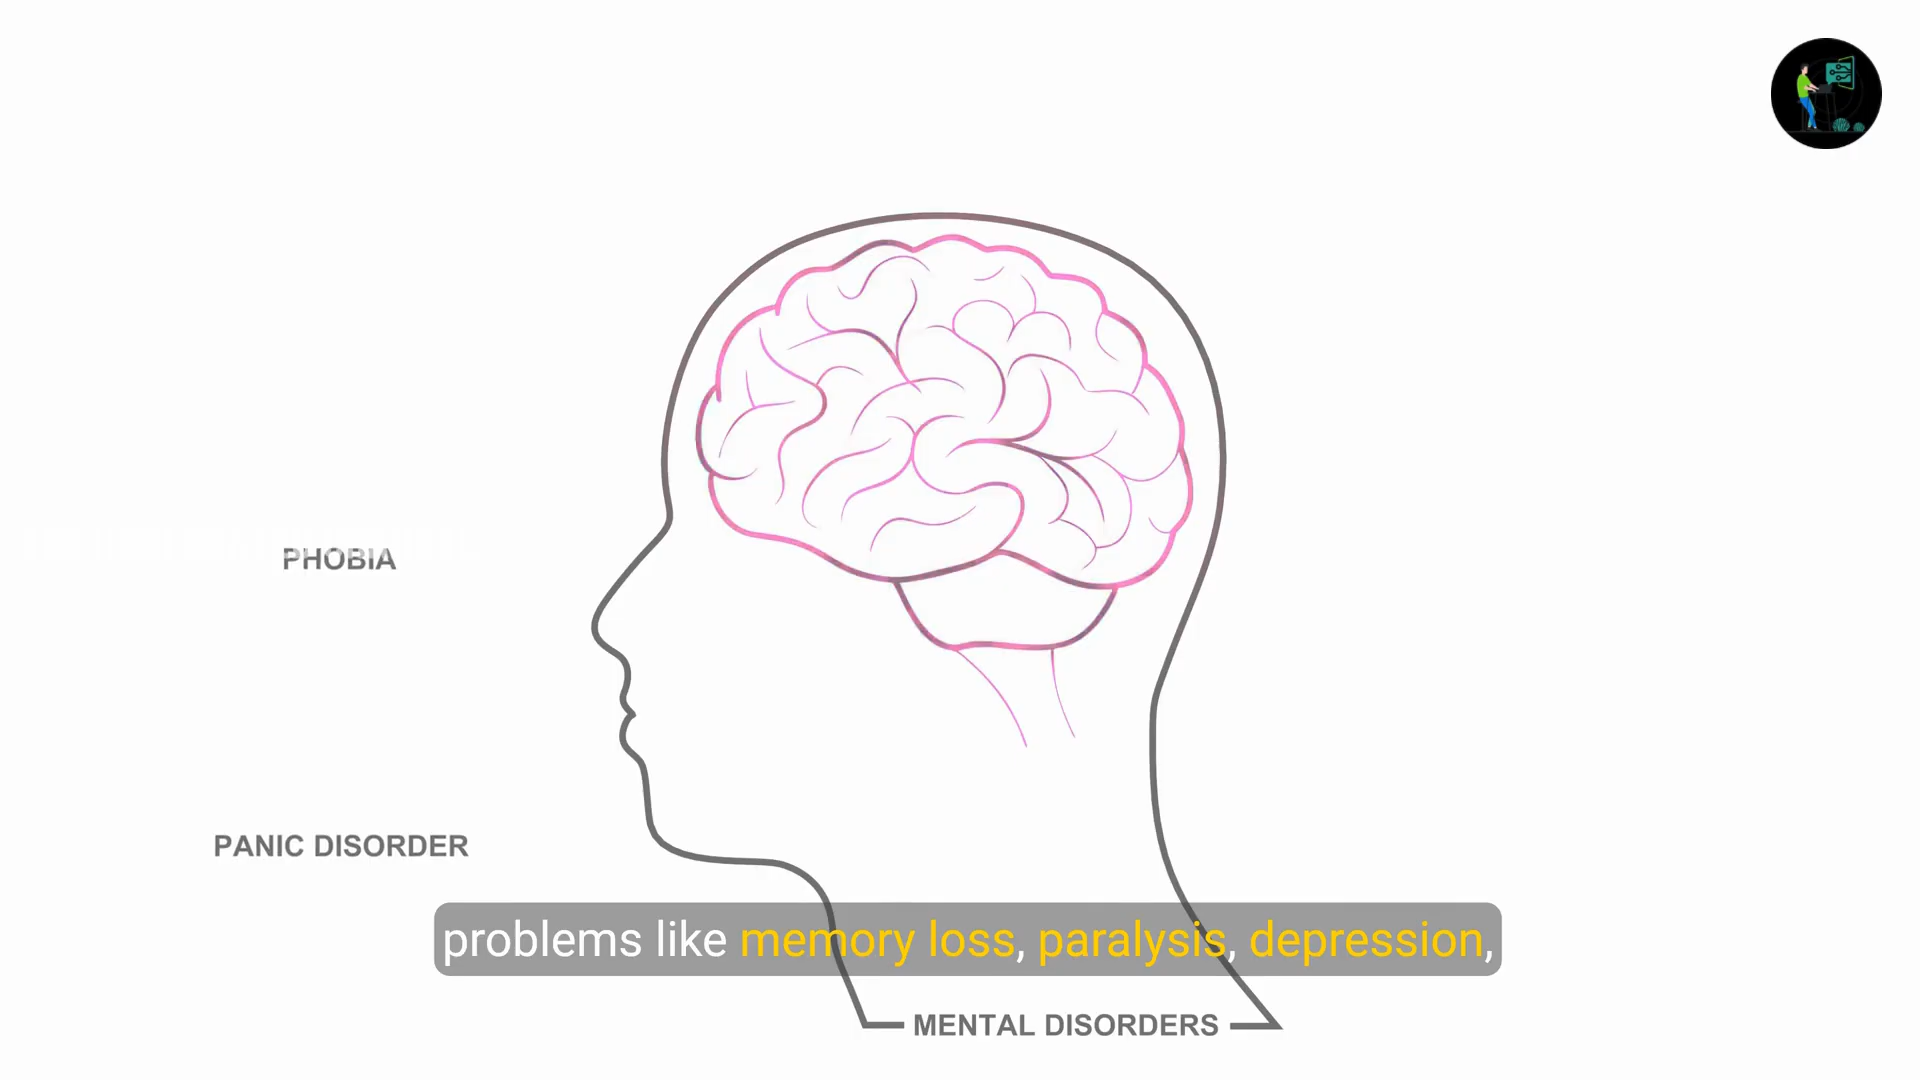 PHOBIA
PANIC DISORDER
problems like memory loss, paralysis, depression,
MENTAL DISORDERS